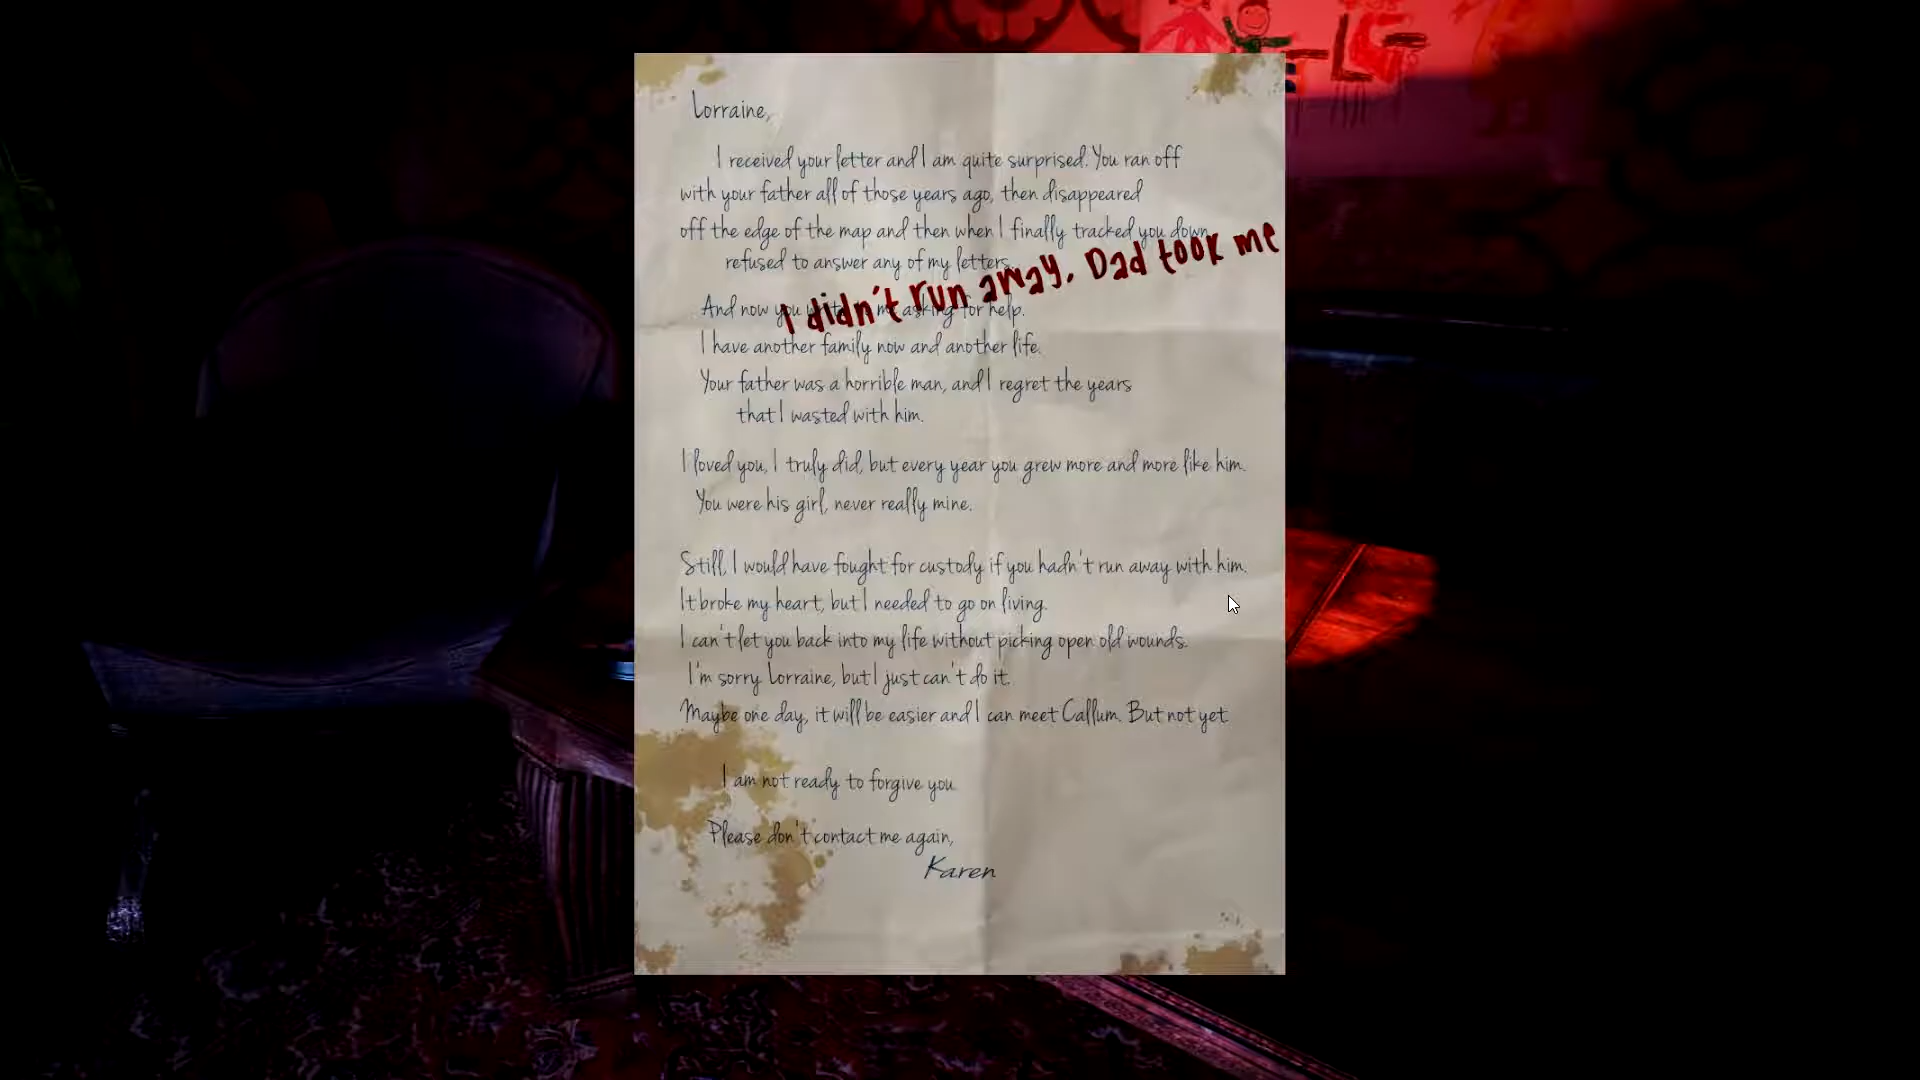 Lorraine,
I received your letter and I am quite surprised. You ran off
with your father all of those years ago, then disappeared
off the edge of the map and then when I finally tracked you down
refused to answer any of my letters.
I didn't run away. Dad took me
And now you me asking for help.
I have another family now and another life.
Your father was a horrible man, and I regret the years
that I wasted with him.
I loved you, I truly did, but every year you grew more and more like him.
You were his girl, never really mine.
Still, I would have fought for custody if you hadn't run away with him.
It broke my heart, but I needed to go on living.
I can't let you back into my life without picking open old wounds.
I'm sorry Lorraine, but I just can't do it.
Maybe one day, it will be easier and I can meet Callum. But not yet.
I am not ready to forgive you.
Please don't contact me again,
Karen